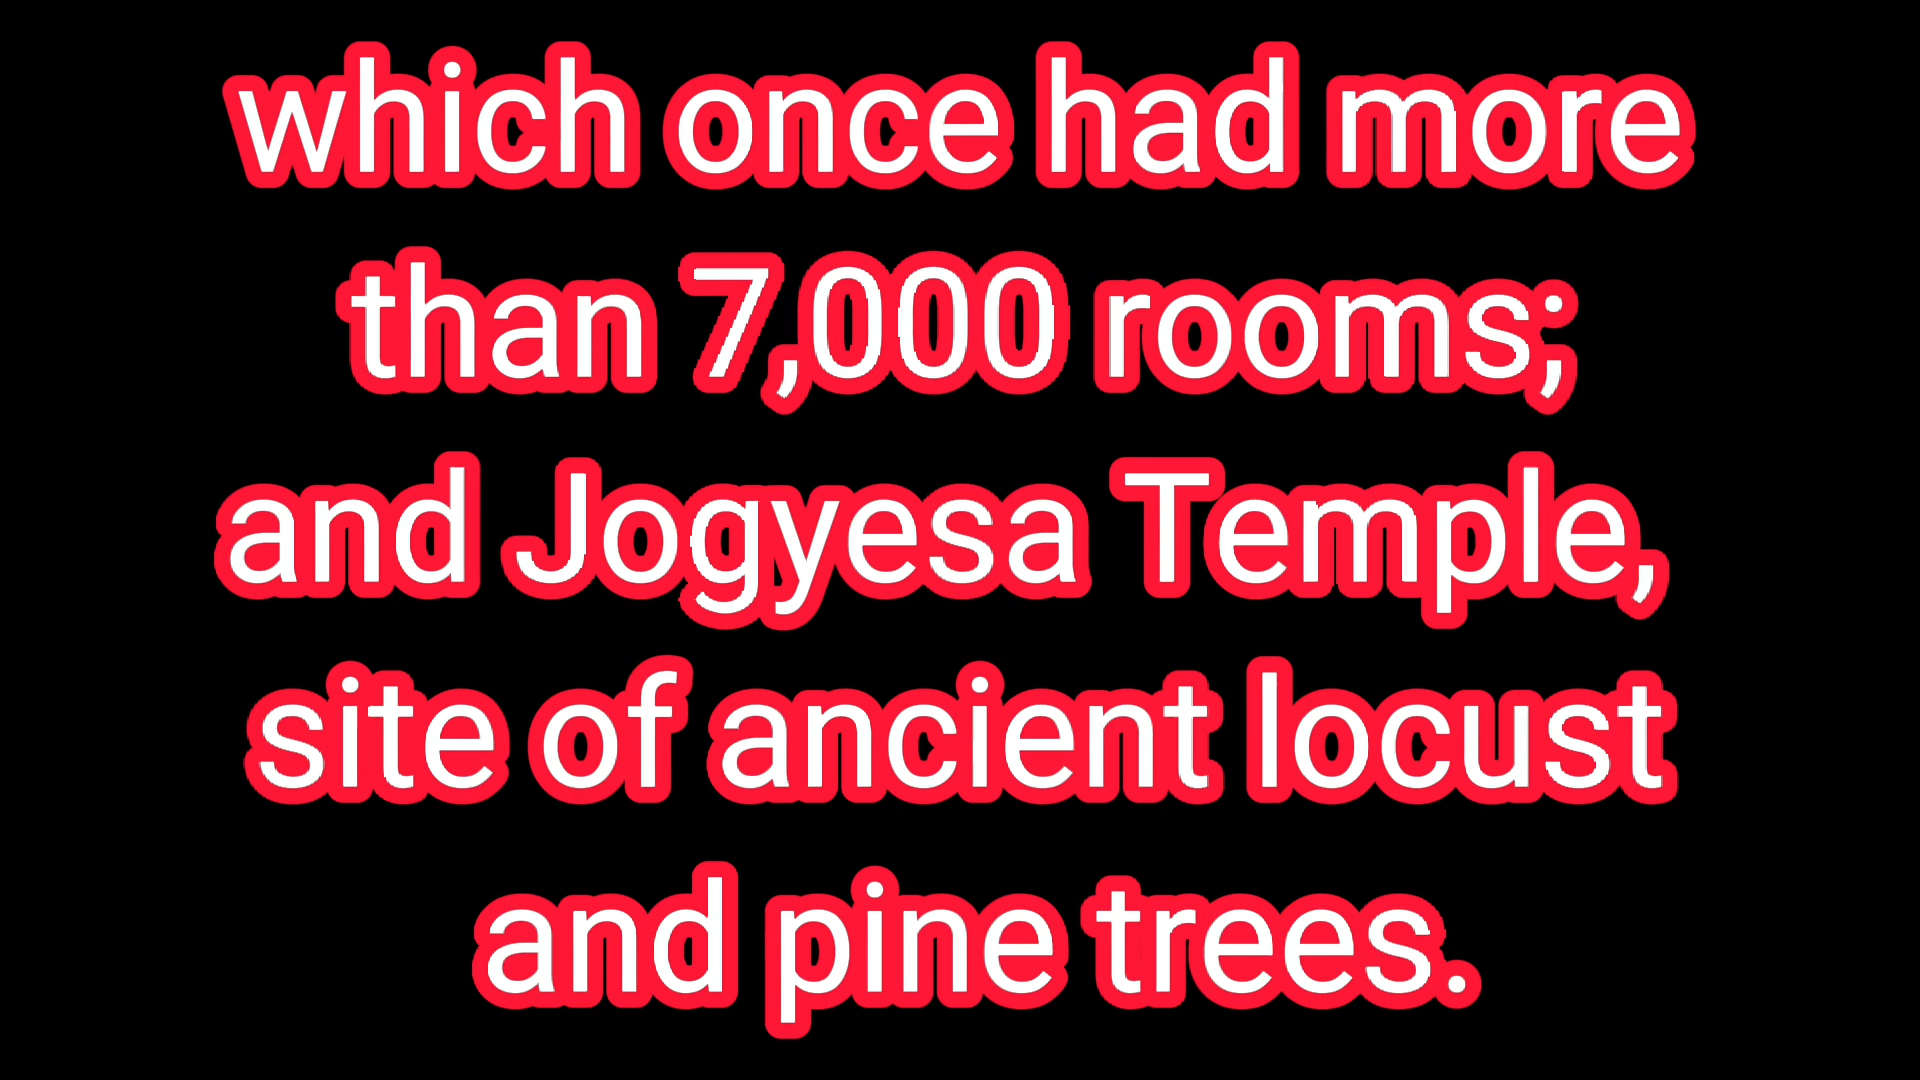 which once had more
than 7,000 rooms;
and Jogyesa Temple,
site of ancient locust
and pine trees.